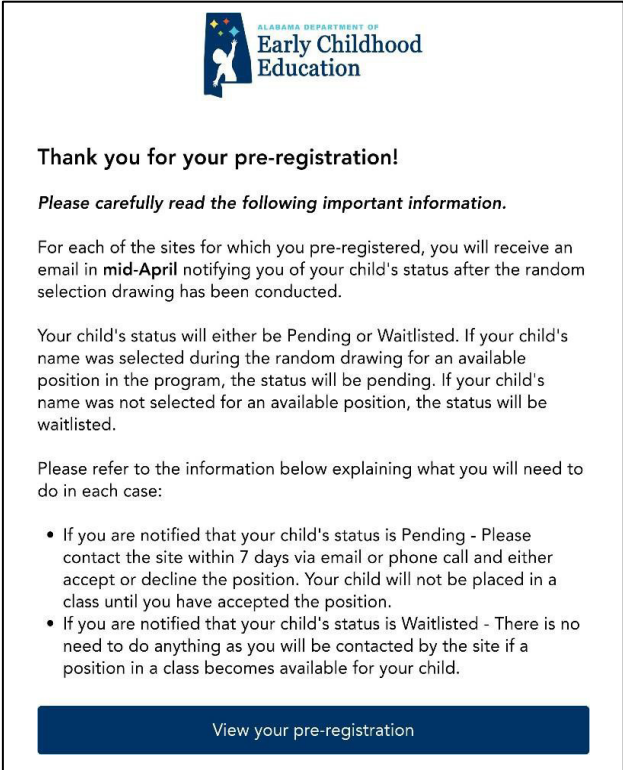 ALABAMA DEPARTMENT OF
Early Childhood
Education
Thank you for your pre-registration!
Please carefully read the following important information.
For each of the sites for which you pre-registered, you will receive an
email in mid-April notifying you of your child's status after the random
selection drawing has been conducted.
Your child's status will either be Pending or Waitlisted. If your child's
name was selected during the random drawing for an available
position in the program, the status will be pending. If your child's
name was not selected for an available position, the status will be
waitlisted.
Please refer to the information below explaining what you will need to
do in each case:
• If you are notified that your child's status is Pending - Please
contact the site within 7 days via email or phone call and either
accept or decline the position. Your child will not be placed in a
class until you have accepted the position.
• If you are notified that your child's status is Waitlisted - There is no
need to do anything as you will be contacted by the site if a
position in a class becomes available for your child.
View your pre-registration